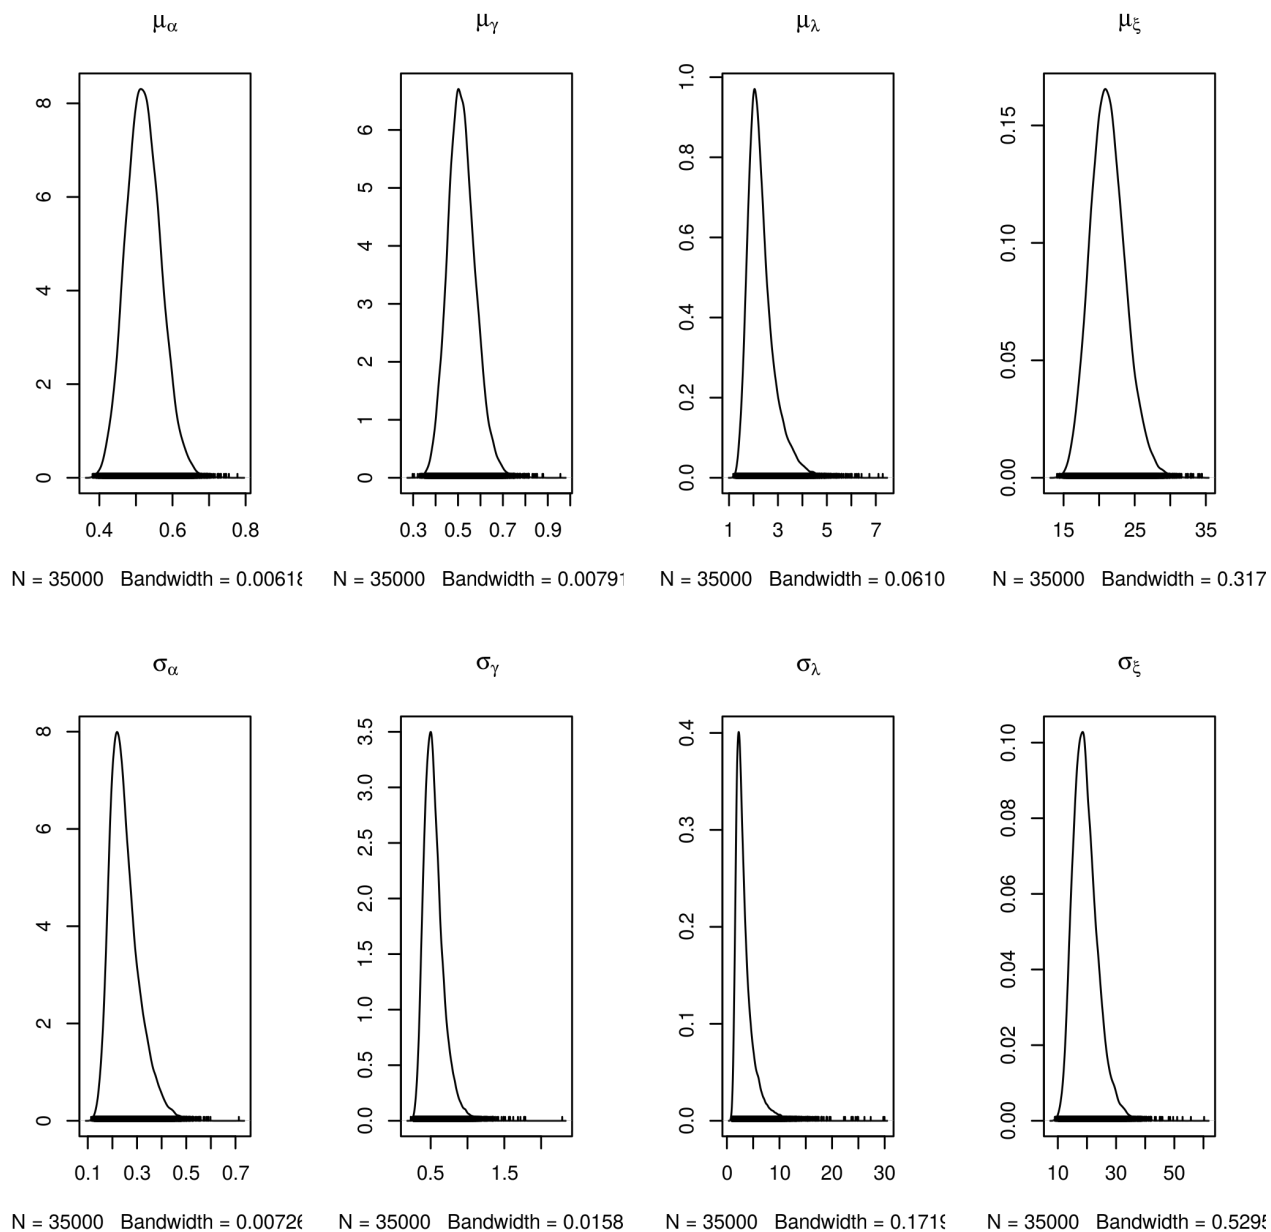 μα μγ μλ μξ
8 6 4 2 0
0.4 0.6 0.8
6 5 4 3 2 1 0
0.3 0.5 0.7 0.9
1.0 0.8 0.6 0.4 0.2 0.0
1 3 5 7
0.15 0.10 0.05 0.00
15 25 35
N = 35000 Bandwidth = 0.00618 N = 35000 Bandwidth = 0.00791 N = 35000 Bandwidth = 0.0610 N = 35000 Bandwidth = 0.317
σα σγ σλ σξ
8 6 4 2 0
0.1 0.3 0.5 0.7
3.5 3.0 2.5 2.0 1.5 1.0 0.5 0.0
0.5 1.5
0.4 0.3 0.2 0.1 0.0
0 10 20 30
0.10 0.08 0.06 0.04 0.02 0.00
10 30 50
N = 35000 Bandwidth = 0.00726 N = 35000 Bandwidth = 0.0158 N = 35000 Bandwidth = 0.1719 N = 35000 Bandwidth = 0.5295